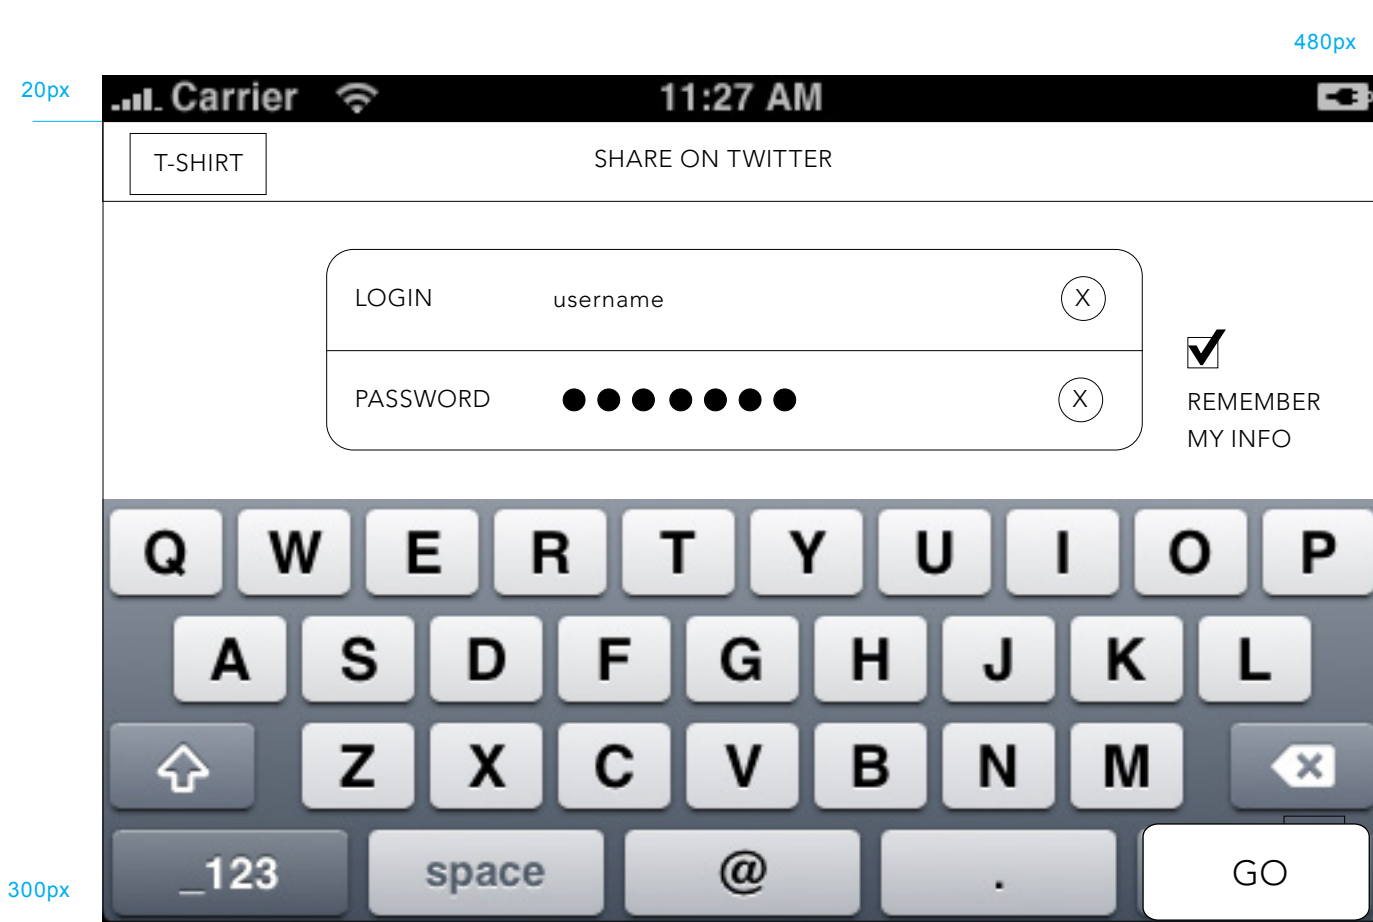 480px
20px
Carrier 11:27 AM
T-SHIRT SHARE ON TWITTER
LOGIN username X
PASSWORD X
REMEMBER
MY INFO
Q W E R T Y U I O P
A S D F G H J K L
Z X C V B N M
_123 space @ . GO
300px